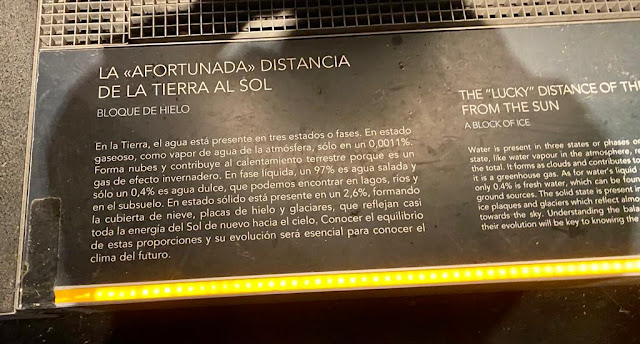 LA «AFORTUNADA» DISTANCIA
DE LA TIERRA AL SOL
BLOQUE DE HIELO
En la Tierra, el agua está presente en tres estados o fases. En estado
gaseoso, como vapor de agua de la atmósfera, sólo en un 0,0011%.
Forma nubes y contribuye al calentamiento terrestre porque es un
gas de efecto invernadero. En fase líquida, un 97% es agua salada y
sólo un 0,4% es agua dulce, que podemos encontrar en lagos, ríos y
en el subsuelo. En estado sólido está presente en un 2,6%, formando
la cubierta de nieve, placas de hielo y glaciares, que reflejan casi
toda la energía del Sol de nuevo hacia el cielo. Conocer el equilibrio
de estas proporciones y su evolución será esencial para conocer el
clima del futuro.
THE "LUCKY" DISTANCE OF
FROM THE SUN
A BLOCK OF ICE
Water is present in three states or phases
state, like water vapour in the atmosphere,
the total. It forms as clouds and contributes
it is a greenhouse gas. As for water's liquid
only 0.4% is fresh water, which can be
ground sources. The solid state is present
ice plaques and glaciers which reflect
towards the sky. Understanding the
their evolution will be key to knowing the